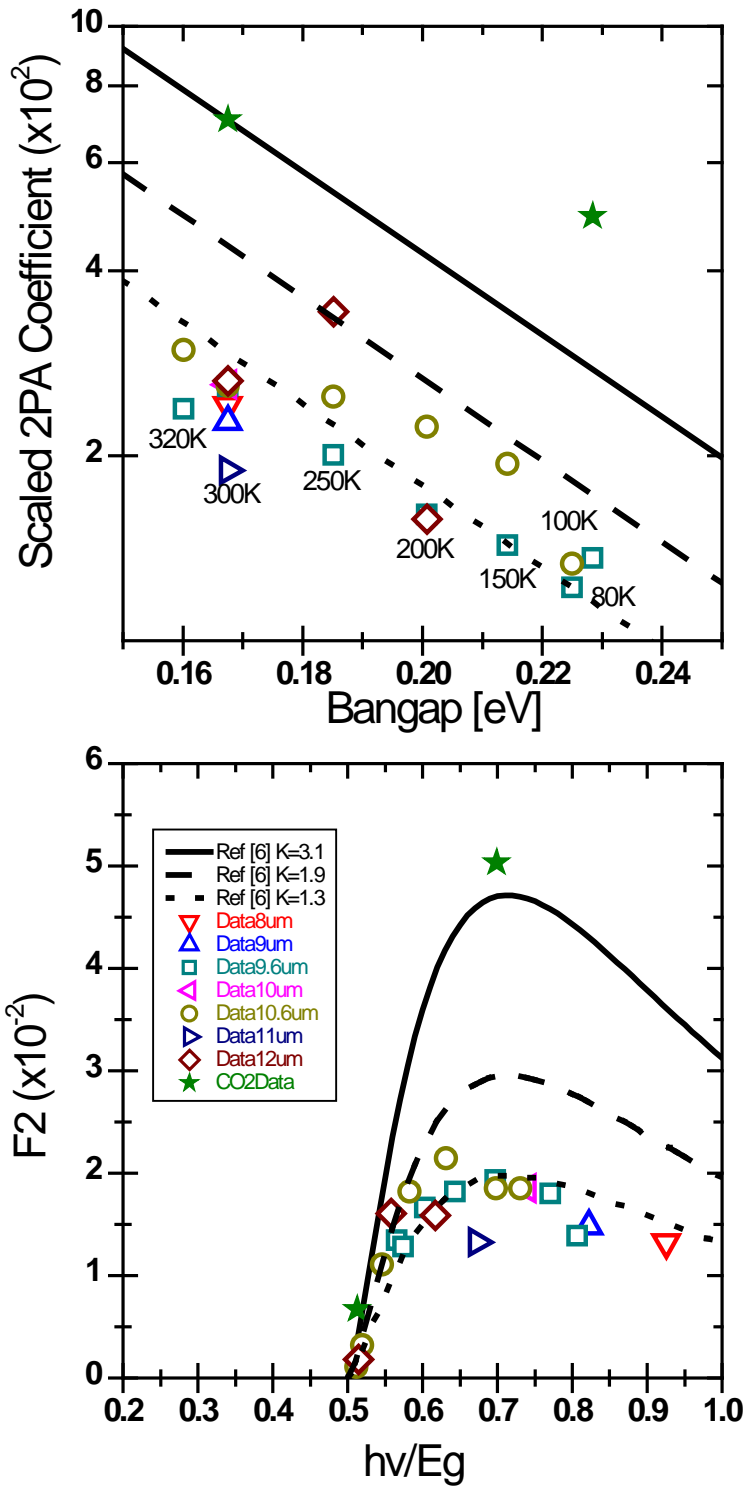 Scaled 2PA Coefficient (x10²)
10
8
6
4
2
320K
300K
250K
200K
150K
100K
80K
0.16 0.18 0.20 0.22 0.24
Bangap [eV]
F2 (x10⁻²)
6
5
4
3
2
1
0
Ref [6] K=3.1
Ref [6] K=1.9
Ref [6] K=1.3
Data8um
Data9um
Data9.6um
Data10um
Data10.6um
Data11um
Data12um
CO2Data
0.2 0.3 0.4 0.5 0.6 0.7 0.8 0.9 1.0
hν/Eg